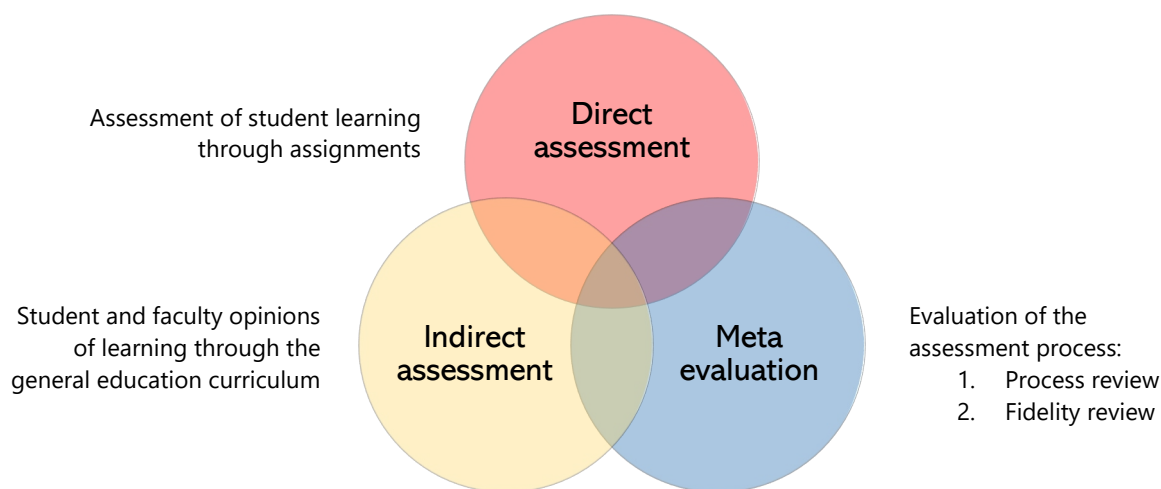 Direct
assessment
Assessment of student learning
through assignments
Indirect
assessment
Student and faculty opinions
of learning through the
general education curriculum
Meta
evaluation
Evaluation of the
assessment process:
1. Process review
2. Fidelity review